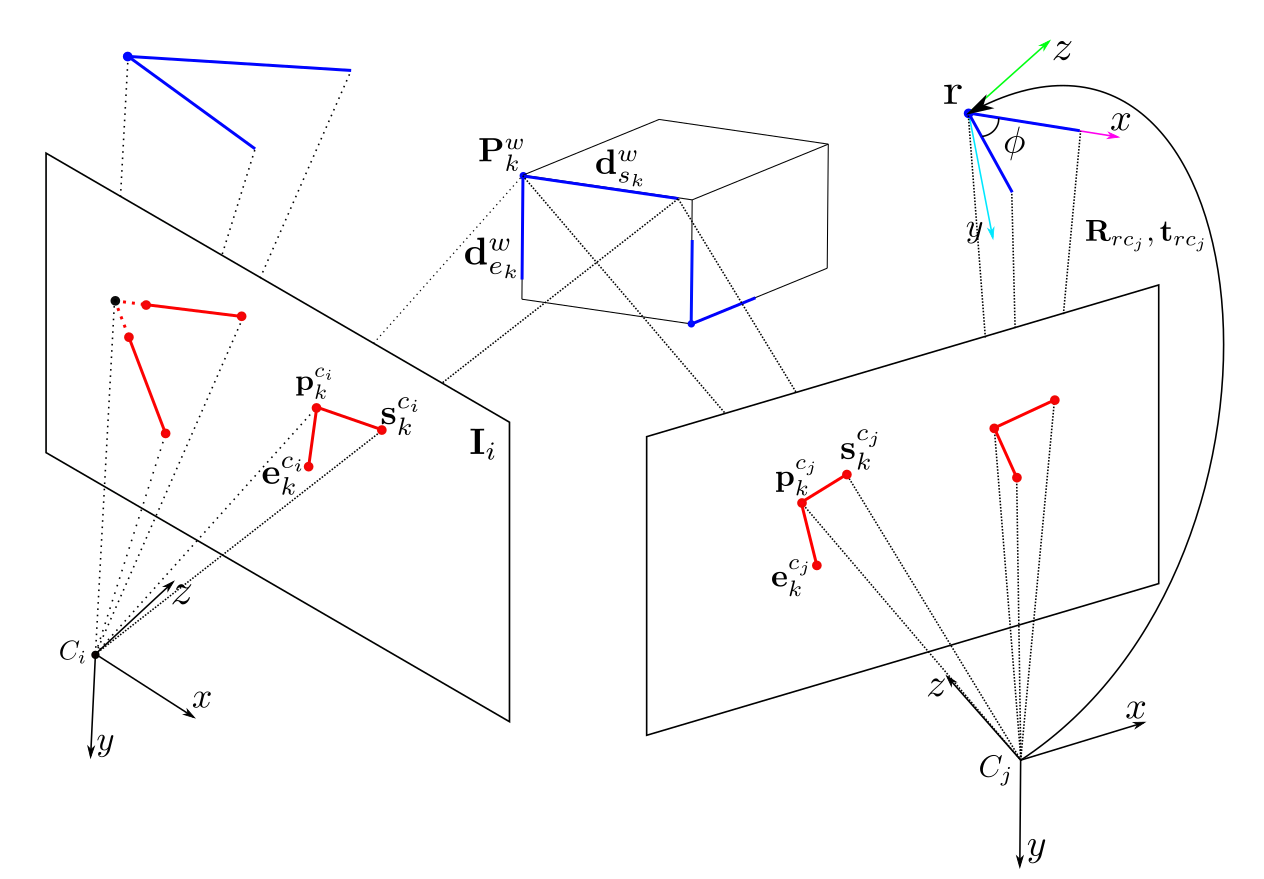 z
r
x
ϕ
P_k^w
d_{s_k}^w
y
R_{rc_j}, t_{rc_j}
d_{e_k}^w
p_k^{c_i}
s_k^{c_i}
I_i
e_k^{c_i}
s_k^{c_j}
p_k^{c_j}
e_k^{c_j}
z
C_i
x
y
z
x
C_j
y